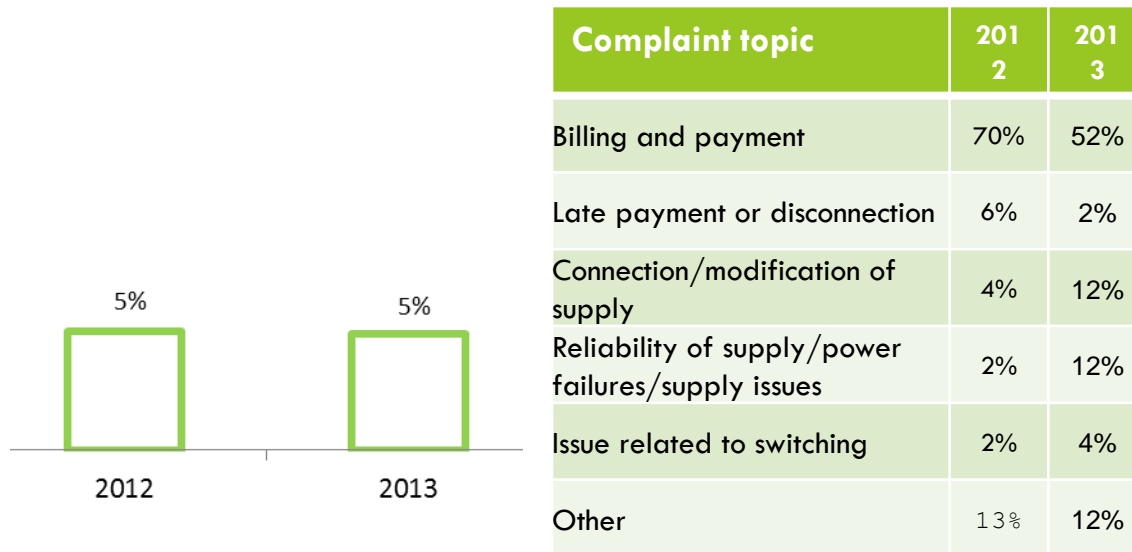 5%
5%
2012
2013
Complaint topic
201
2
201
3
Billing and payment
70%
52%
Late payment or disconnection
6%
2%
Connection/modification of
supply
4%
12%
Reliability of supply/power
failures/supply issues
2%
12%
Issue related to switching
2%
4%
Other
13%
12%